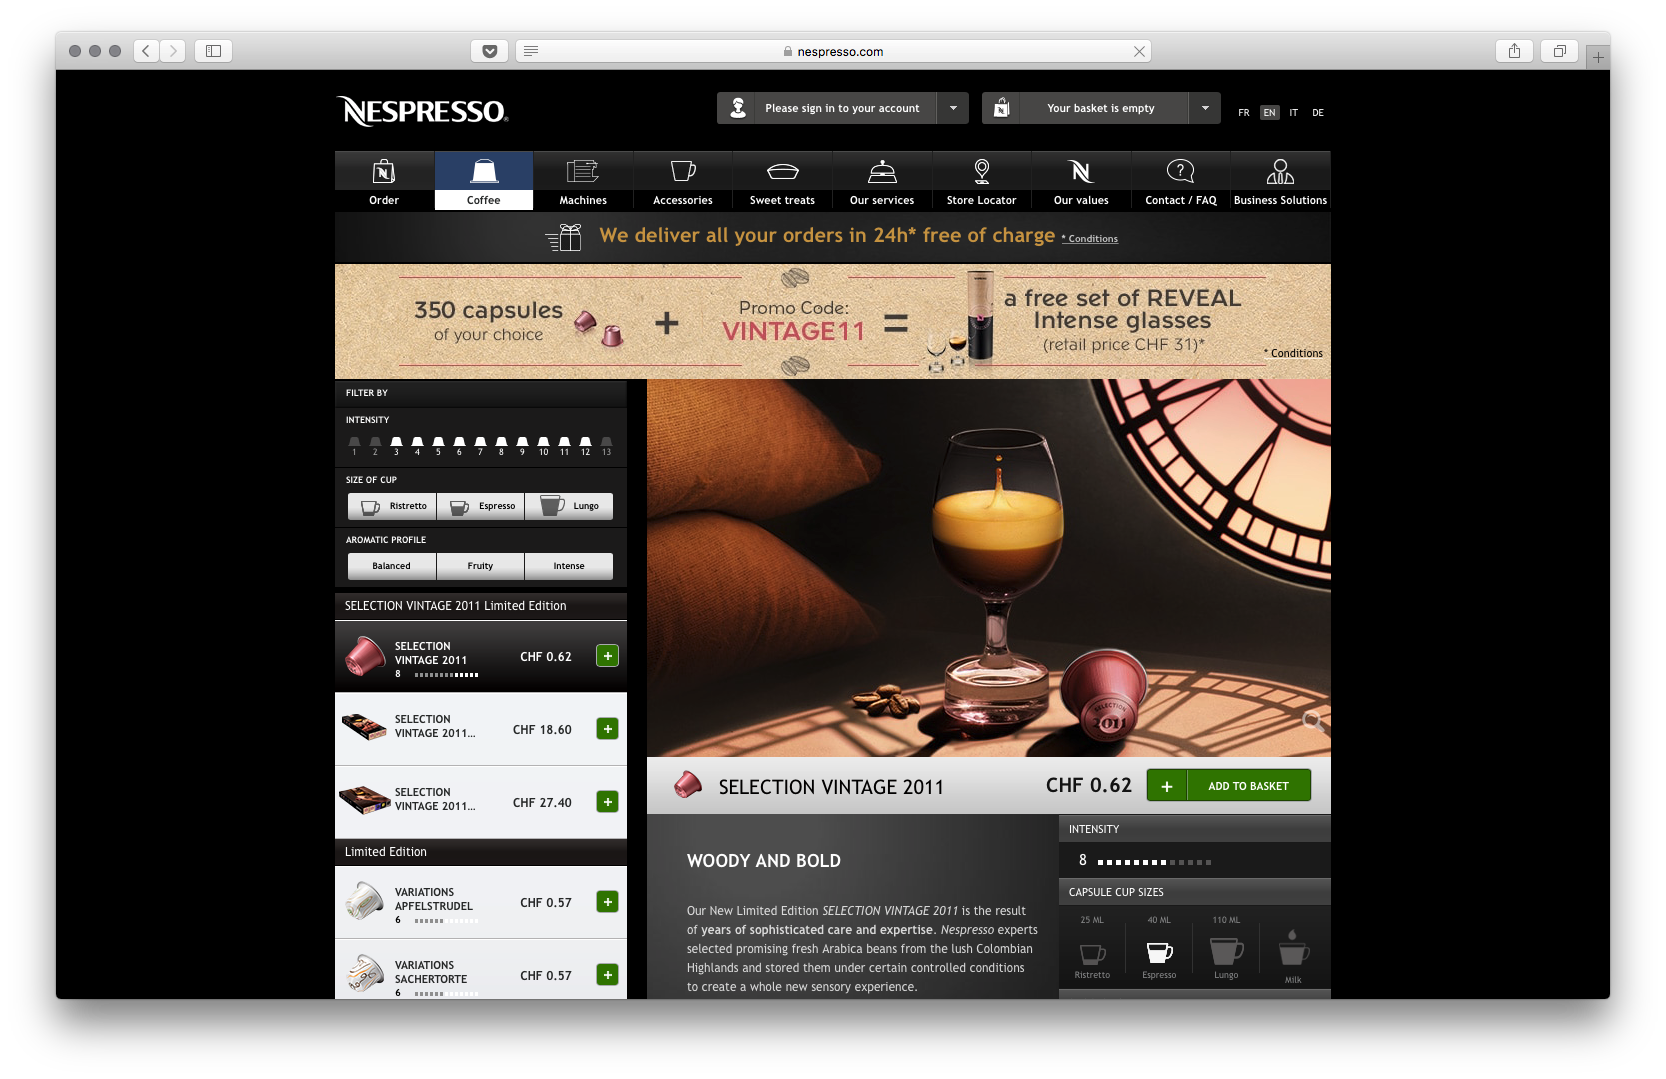 nespresso.com
NESPRESSO
Please sign in to your account
Your basket is empty
FR EN IT DE
Order
Coffee
Machines
Accessories
Sweet treats
Our services
Store Locator
Our values
Contact / FAQ
Business Solutions
We deliver all your orders in 24h* free of charge * Conditions
350 capsules
of your choice
+
Promo Code:
VINTAGE11
=
a free set of REVEAL
Intense glasses
(retail price CHF 31)*
* Conditions
FILTER BY
INTENSITY
1 2 3 4 5 6 7 8 9 10 11 12 13
SIZE OF CUP
Ristretto Espresso Lungo
AROMATIC PROFILE
Balanced Fruity Intense
SELECTION VINTAGE 2011 Limited Edition
SELECTION
VINTAGE 2011
8
CHF 0.62
+
SELECTION
VINTAGE 2011...
CHF 18.60
+
SELECTION
VINTAGE 2011...
CHF 27.40
+
Limited Edition
VARIATIONS
APFELSTRUDEL
6
CHF 0.57
+
VARIATIONS
SACHERTORTE
6
CHF 0.57
+
SELECTION
2011
SELECTION VINTAGE 2011
CHF 0.62
+ ADD TO BASKET
WOODY AND BOLD
Our New Limited Edition SELECTION VINTAGE 2011 is the result
of years of sophisticated care and expertise. Nespresso experts
selected promising fresh Arabica beans from the lush Colombian
Highlands and stored them under certain controlled conditions
to create a whole new sensory experience.
INTENSITY
8
CAPSULE CUP SIZES
25 ML 40 ML 110 ML
Ristretto Espresso Lungo Milk